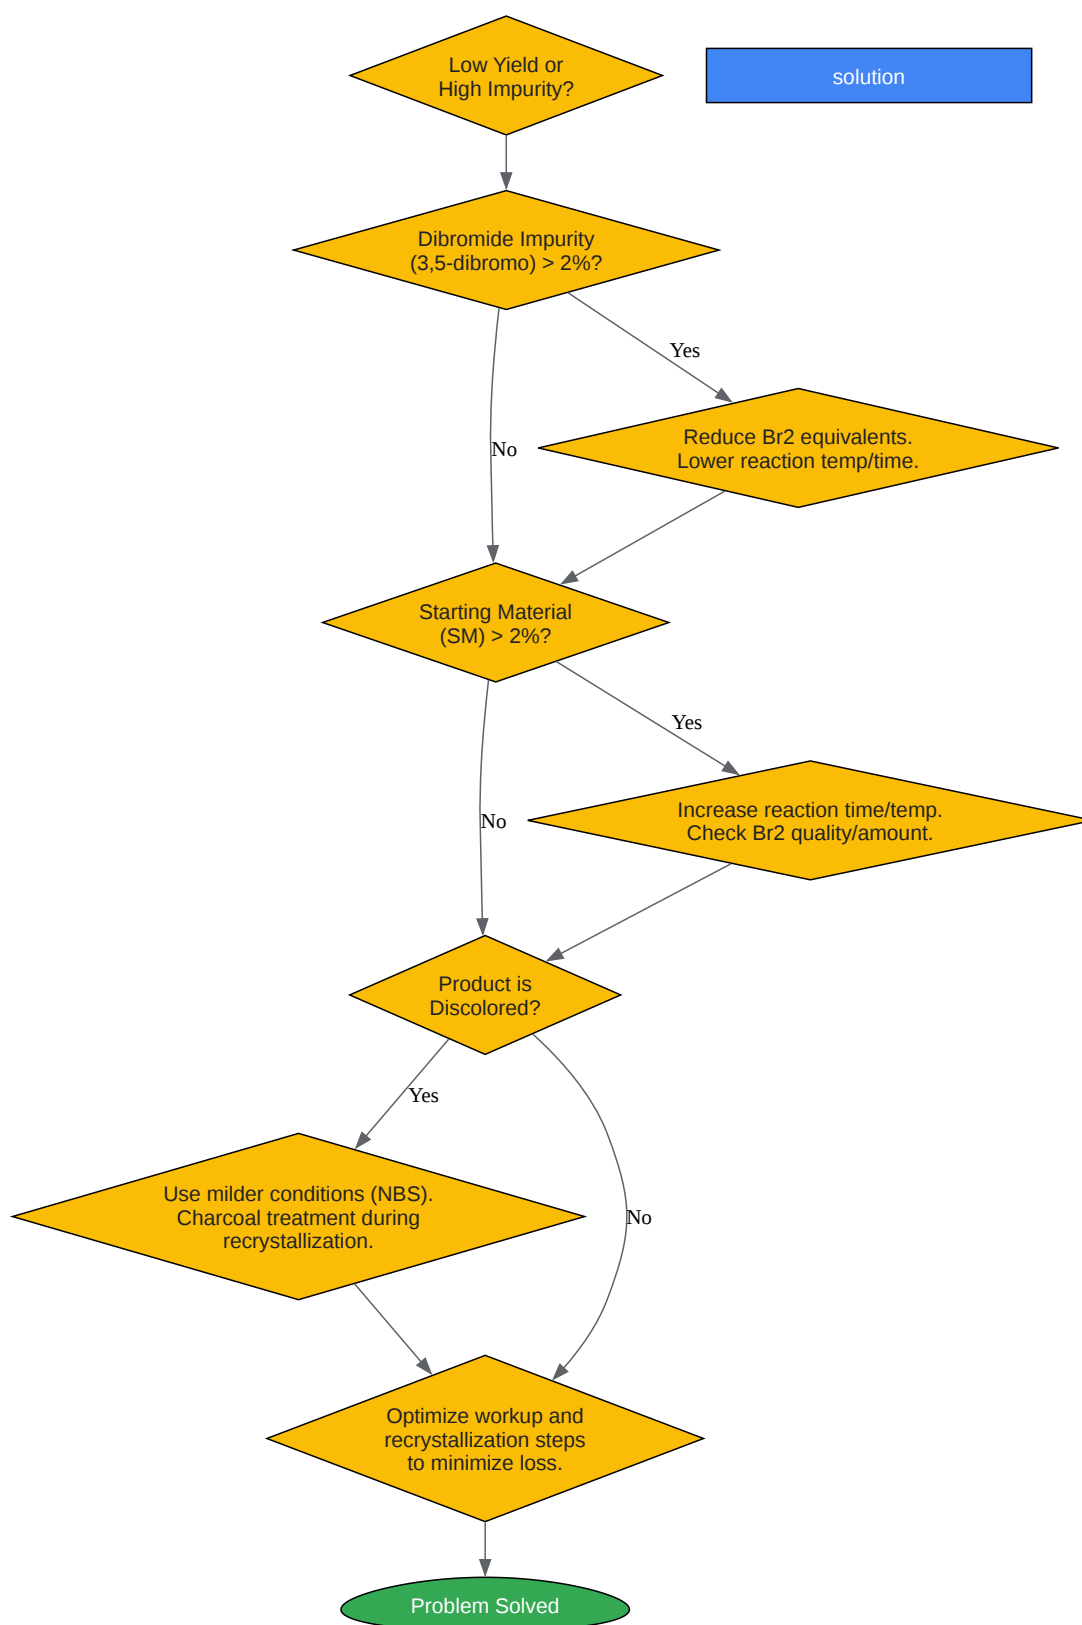 Low Yield or
High Impurity?
solution
Dibromide Impurity
(3,5-dibromo) > 2%?
Yes
Reduce Br2 equivalents.
Lower reaction temp/time.
No
Starting Material
(SM) > 2%?
Yes
Increase reaction time/temp.
Check Br2 quality/amount.
No
Product is
Discolored?
Yes
Use milder conditions (NBS).
Charcoal treatment during
recrystallization.
No
Optimize workup and
recrystallization steps
to minimize loss.
Problem Solved